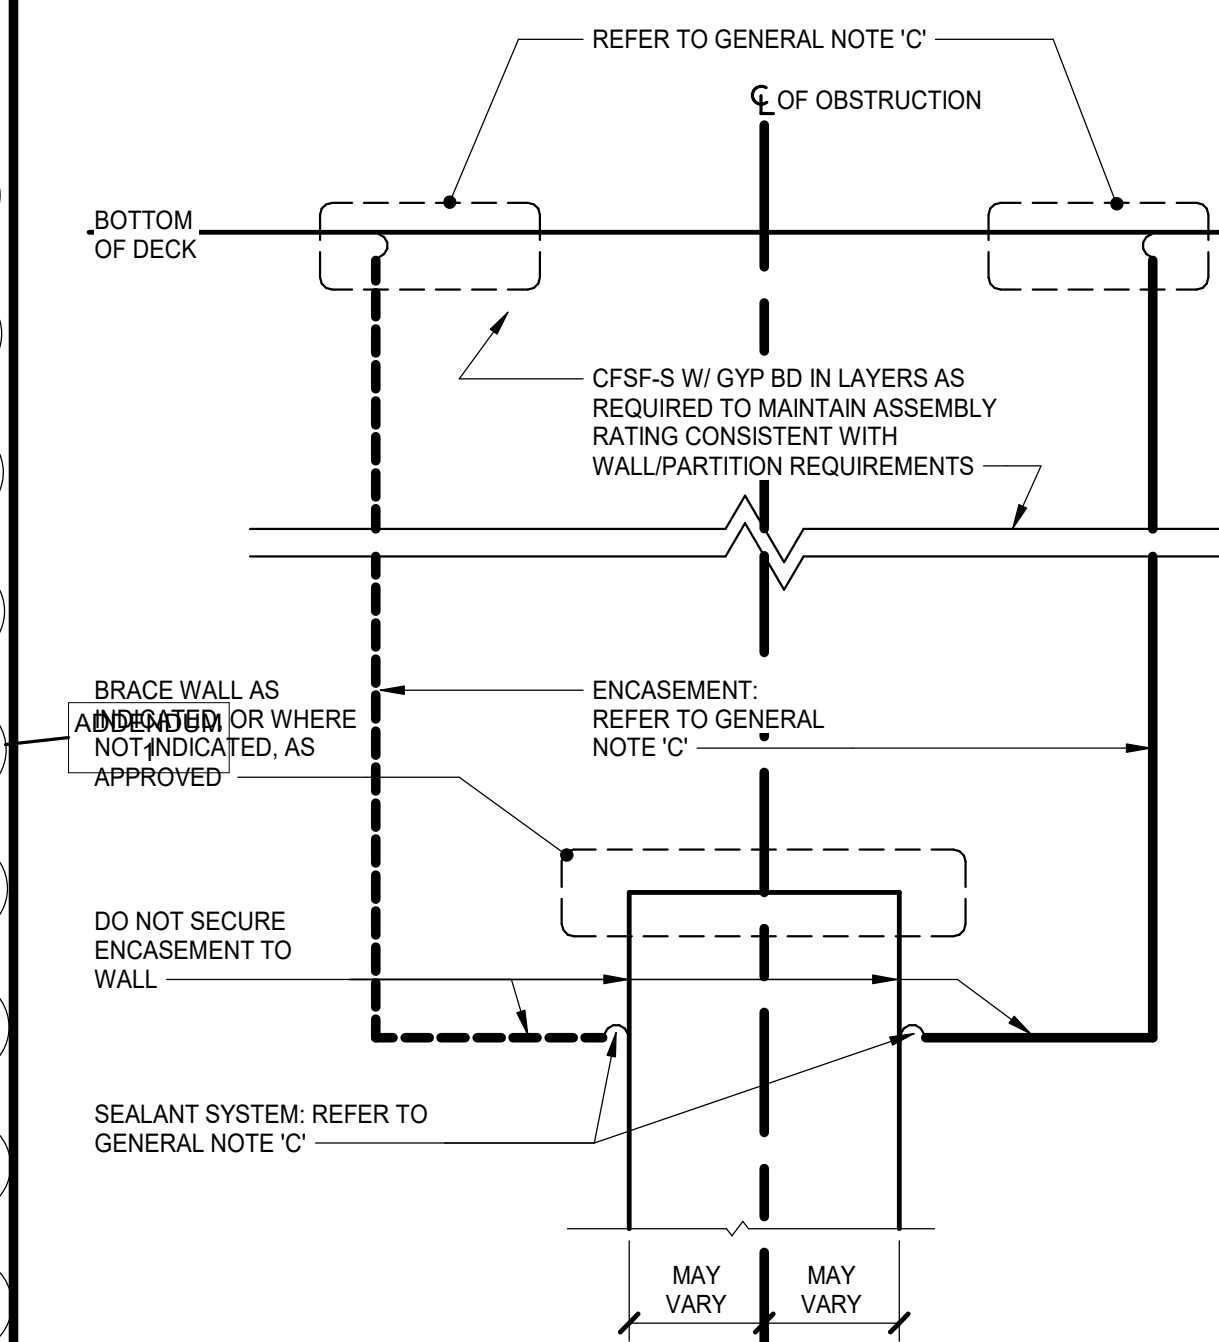 REFER TO GENERAL NOTE 'C'
℄ OF OBSTRUCTION
BOTTOM
OF DECK
CFSF-S W/ GYP BD IN LAYERS AS
REQUIRED TO MAINTAIN ASSEMBLY
RATING CONSISTENT WITH
WALL/PARTITION REQUIREMENTS
BRACE WALL AS
INDICATED, OR WHERE
NOT INDICATED, AS
APPROVED
ADDENDUM
1
ENCASEMENT:
REFER TO GENERAL
NOTE 'C'
DO NOT SECURE
ENCASEMENT TO
WALL
SEALANT SYSTEM: REFER TO
GENERAL NOTE 'C'
MAY
VARY
MAY
VARY